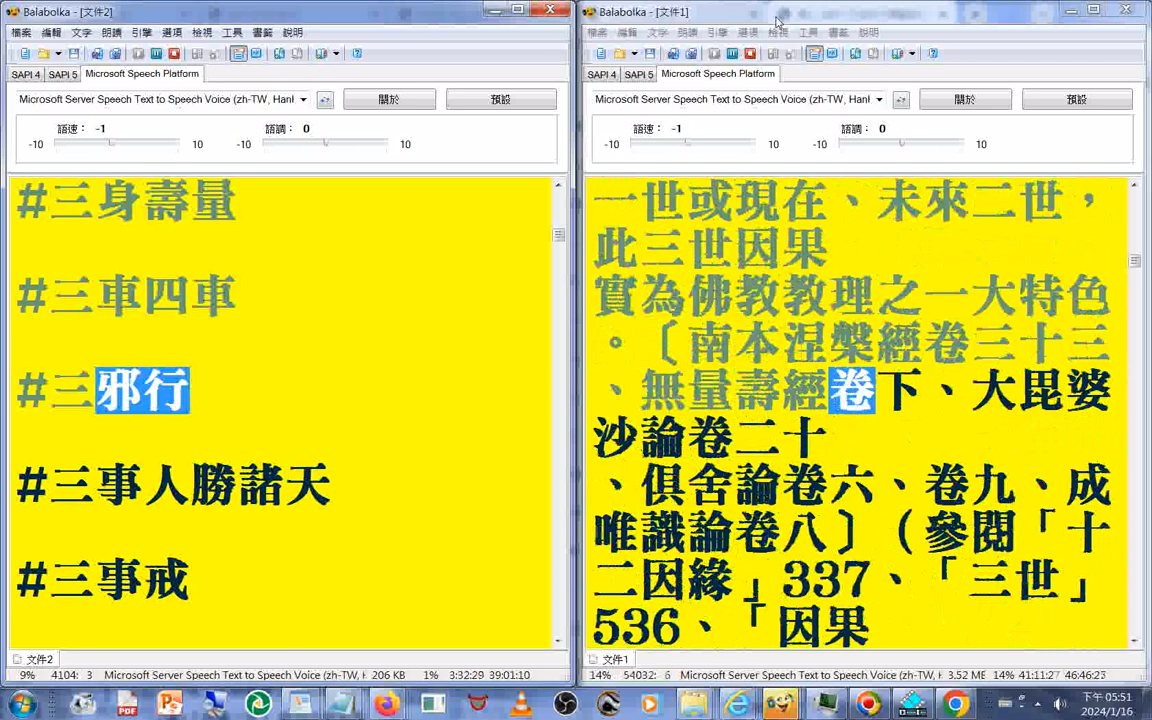 Balabolka - [文件2]
檔案 編輯 文字 朗讀 引擎 選項 檢視 工具 書籤 說明
SAPI 4 SAPI 5 Microsoft Speech Platform
Microsoft Server Speech Text to Speech Voice (zh-TW, Hanl
關於 預設
語速： -1 語調： 0
-10 10 -10 10
#三身壽量
#三車四車
#三邪行
#三事人勝諸天
#三事戒
文件2
9% 4104: 3 Microsoft Server Speech Text to Speech Voice (zh-TW, H 206 KB 1% 3:32:29 39:01:10
Balabolka - [文件1]
檔案 編輯 文字 朗讀 引擎 選項 檢視 工具 書籤 說明
SAPI 4 SAPI 5 Microsoft Speech Platform
Microsoft Server Speech Text to Speech Voice (zh-TW, Hanl
關於 預設
語速： -1 語調： 0
-10 10 -10 10
一世或現在、未來二世，
此三世因果
實為佛教教理之一大特色
。〔南本涅槃經卷三十三
、無量壽經卷下、大毘婆
沙論卷二十
、俱舍論卷六、卷九、成
唯識論卷八〕（參閱「十
二因緣」337、「三世」
536、「因果
文件1
14% 54032: 6 Microsoft Server Speech Text to Speech Voice (zh-TW, H 3.52 MB 14% 41:11:27 46:46:23
下午 05:51
2024/1/16